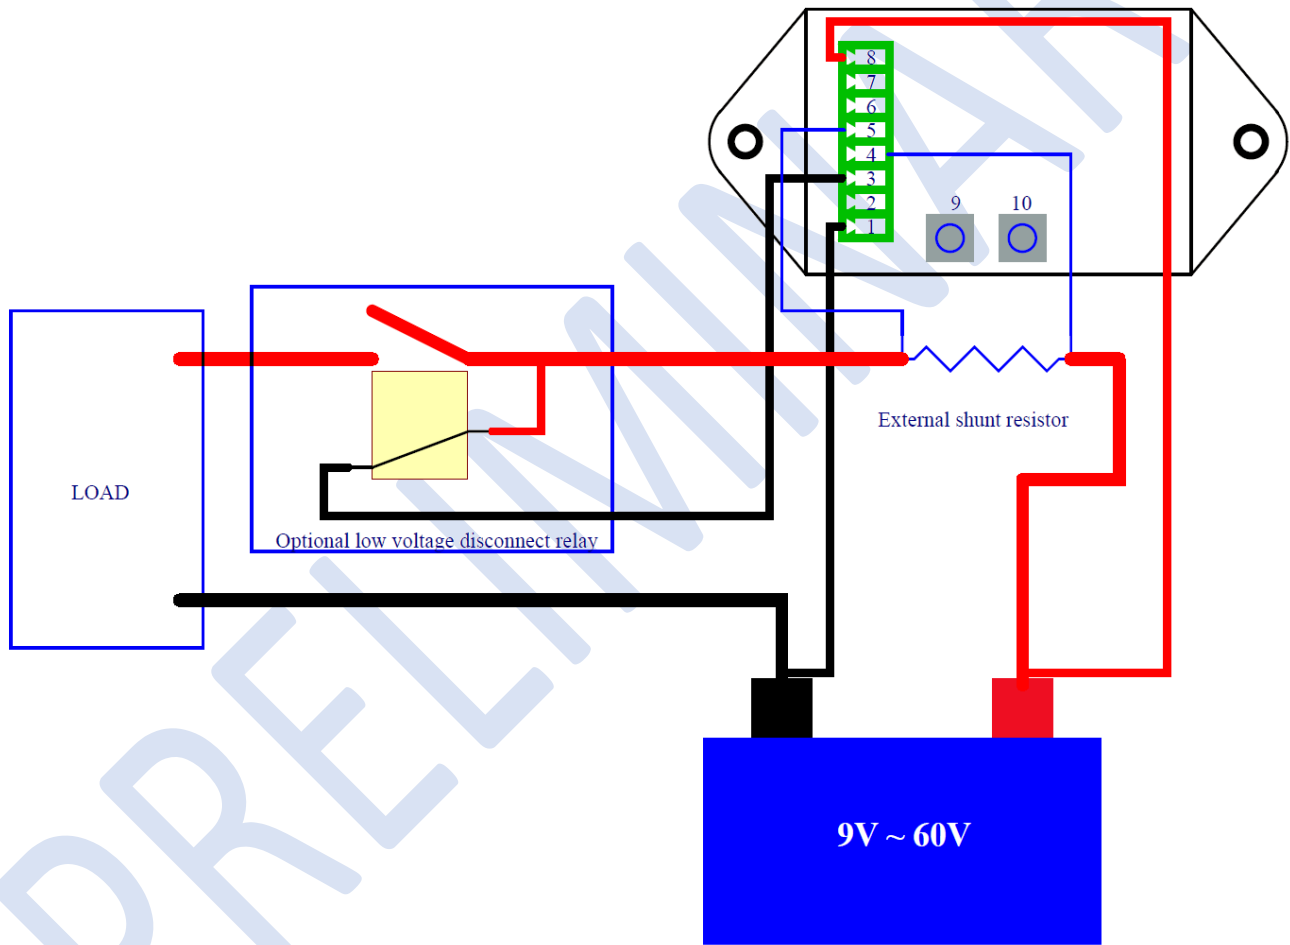 8
7
6
5
4
3
2
1
9 10
External shunt resistor
LOAD
Optional low voltage disconnect relay
9V ~ 60V
PRELIMINAR